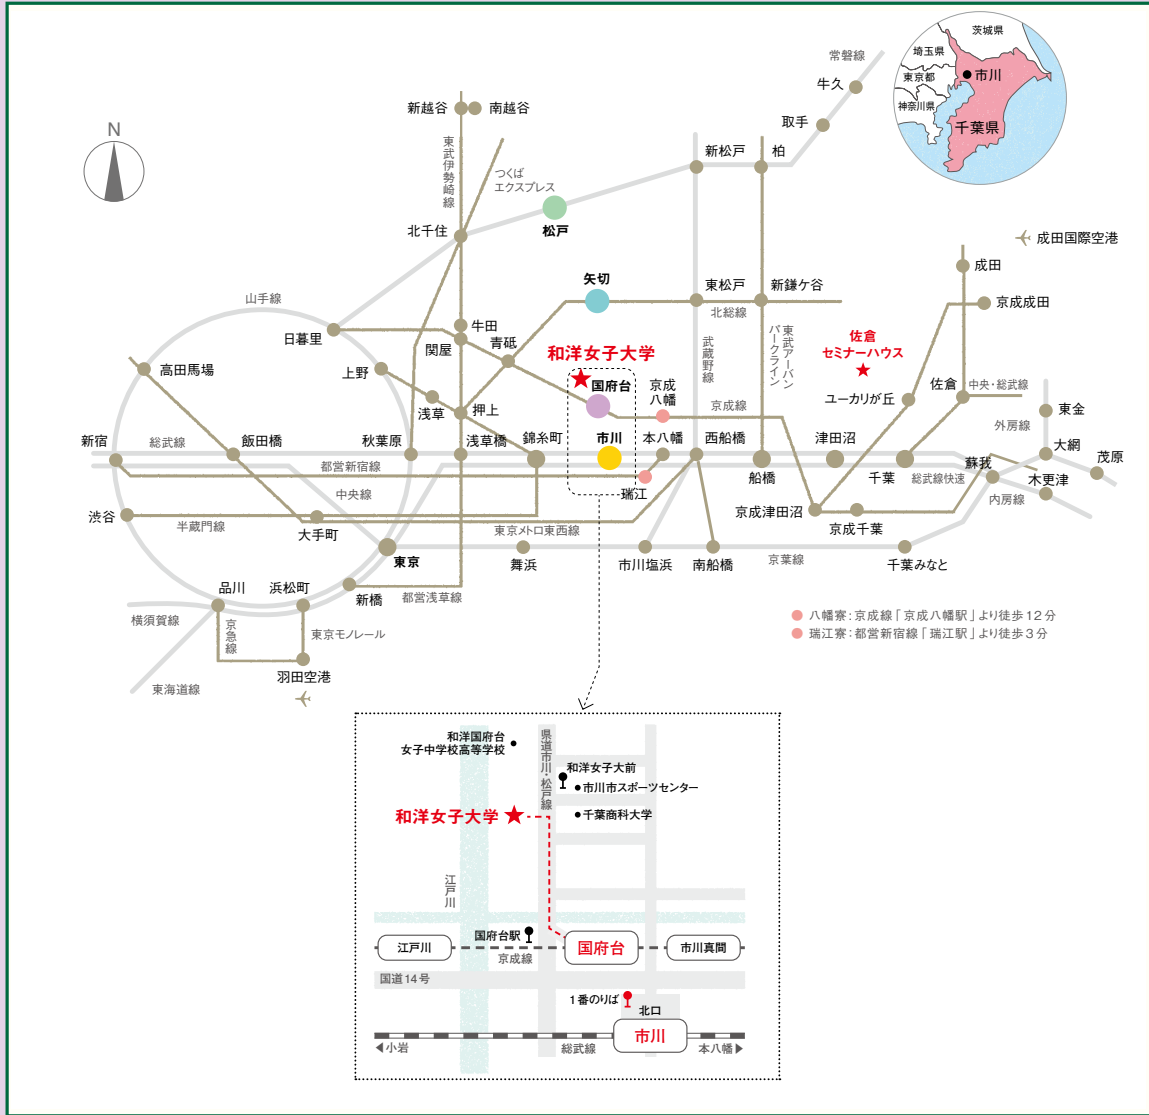 茨城県
埼玉県
東京都
市川
神奈川県
千葉県
N
常磐線
牛久
取手
新越谷
南越谷
東武伊勢崎線
つくば
エクスプレス
新松戸
柏
松戸
北千住
成田国際空港
成田
矢切
東松戸
新鎌ケ谷
北総線
京成成田
山手線
日暮里
牛田
関屋
青砥
武蔵野線
東武アーバン
パークライン
佐倉
セミナーハウス
和洋女子大学
高田馬場
上野
国府台
京成
八幡
京成線
ユーカリが丘
佐倉
中央・総武線
浅草
押上
東金
外房線
新宿
総武線
飯田橋
秋葉原
浅草橋
錦糸町
市川
本八幡
西船橋
津田沼
大網
都営新宿線
船橋
千葉
総武線快速
蘇我
茂原
中央線
瑞江
木更津
内房線
渋谷
半蔵門線
大手町
東京メトロ東西線
京成津田沼
京成千葉
東京
舞浜
市川塩浜
南船橋
京葉線
千葉みなと
品川
浜松町
新橋
都営浅草線
横須賀線
京急線
東京モノレール
東海道線
羽田空港
八幡寮：京成線「京成八幡駅」より徒歩12分
瑞江寮：都営新宿線「瑞江駅」より徒歩3分
和洋国府台
女子中学校高等学校
県道市川・松戸線
和洋女子大前
市川市スポーツセンター
和洋女子大学
千葉商科大学
江戸川
国府台駅
江戸川
京成線
国府台
市川真間
国道14号
1番のりば
北口
市川
小岩
総武線
本八幡